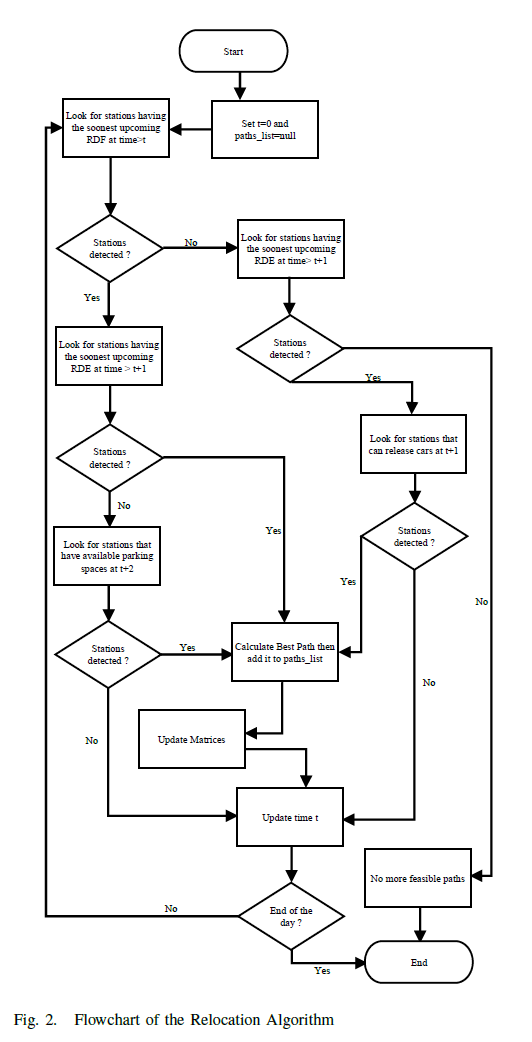 Start
Set t=0 and
paths_list=null
Look for stations having
the soonest upcoming
RDF at time>t
Stations
detected ?
No
Look for stations having
the soonest upcoming
RDE at time> t+1
Yes
Look for stations having
the soonest upcoming
RDE at time > t+1
Stations
detected ?
Yes
Look for stations that
can release cars at t+1
Stations
detected ?
No
Yes
Look for stations that
have available parking
spaces at t+2
Stations
detected ?
Yes
No
Stations
detected ?
Yes
Calculate Best Path then
add it to paths_list
No
No
Update Matrices
Update time t
No more feasible paths
End of the
day ?
No
Yes
End
Fig. 2. Flowchart of the Relocation Algorithm